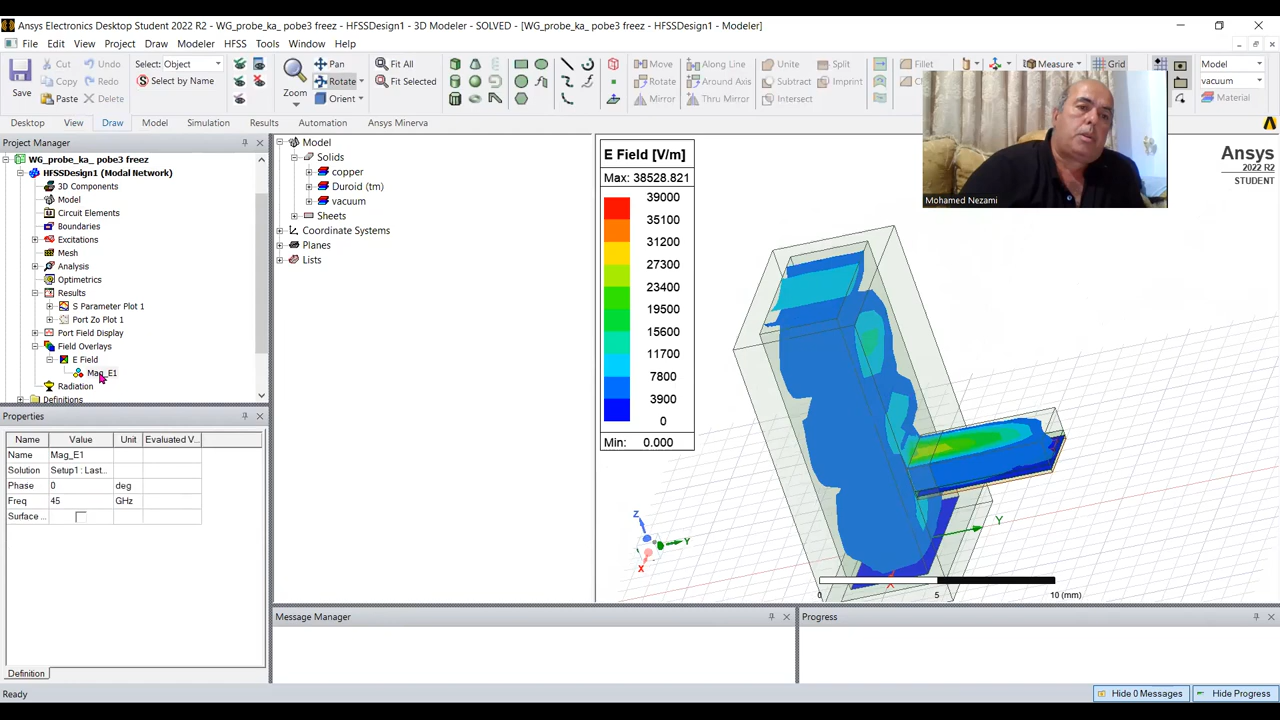 Ansys Electronics Desktop Student 2022 R2 - WG_probe_ka_ pobe3 freez - HFSSDesign1 - 3D Modeler - SOLVED - [WG_probe_ka_ pobe3 freez - HFSSDesign1 - Modeler]
File Edit View Project Draw Modeler HFSS Tools Window Help
Save
Cut Undo
Copy Redo
Paste Delete
Select: Object
Select by Name
Zoom
Pan
Rotate
Orient
Fit All
Fit Selected
Move Along Line
Rotate Around Axis
Mirror Thru Mirror
Unite Split
Subtract Imprint
Intersect
Fillet
Measure Grid
Model
vacuum
Material
Desktop View Draw Model Simulation Results Automation Ansys Minerva
Project Manager
WG_probe_ka_ pobe3 freez
HFSSDesign1 (Modal Network)
3D Components
Model
Circuit Elements
Boundaries
Excitations
Mesh
Analysis
Optimetrics
Results
S Parameter Plot 1
Port Zo Plot 1
Port Field Display
Field Overlays
E Field
Mag_E1
Radiation
Definitions
Properties
Name Value Unit Evaluated V...
Name Mag_E1
Solution Setup1 : Last...
Phase 0 deg
Freq 45 GHz
Surface ...
Definition
Model
Solids
copper
Duroid (tm)
vacuum
Sheets
Coordinate Systems
Planes
Lists
E Field [V/m]
Max: 38528.821
39000
35100
31200
27300
23400
19500
15600
11700
7800
3900
0
Min: 0.000
Mohamed Nezami
Ansys
2022 R2
STUDENT
Z
Y
X
Y
X
0 5 10 (mm)
Message Manager
Progress
Ready
Hide 0 Messages
Hide Progress